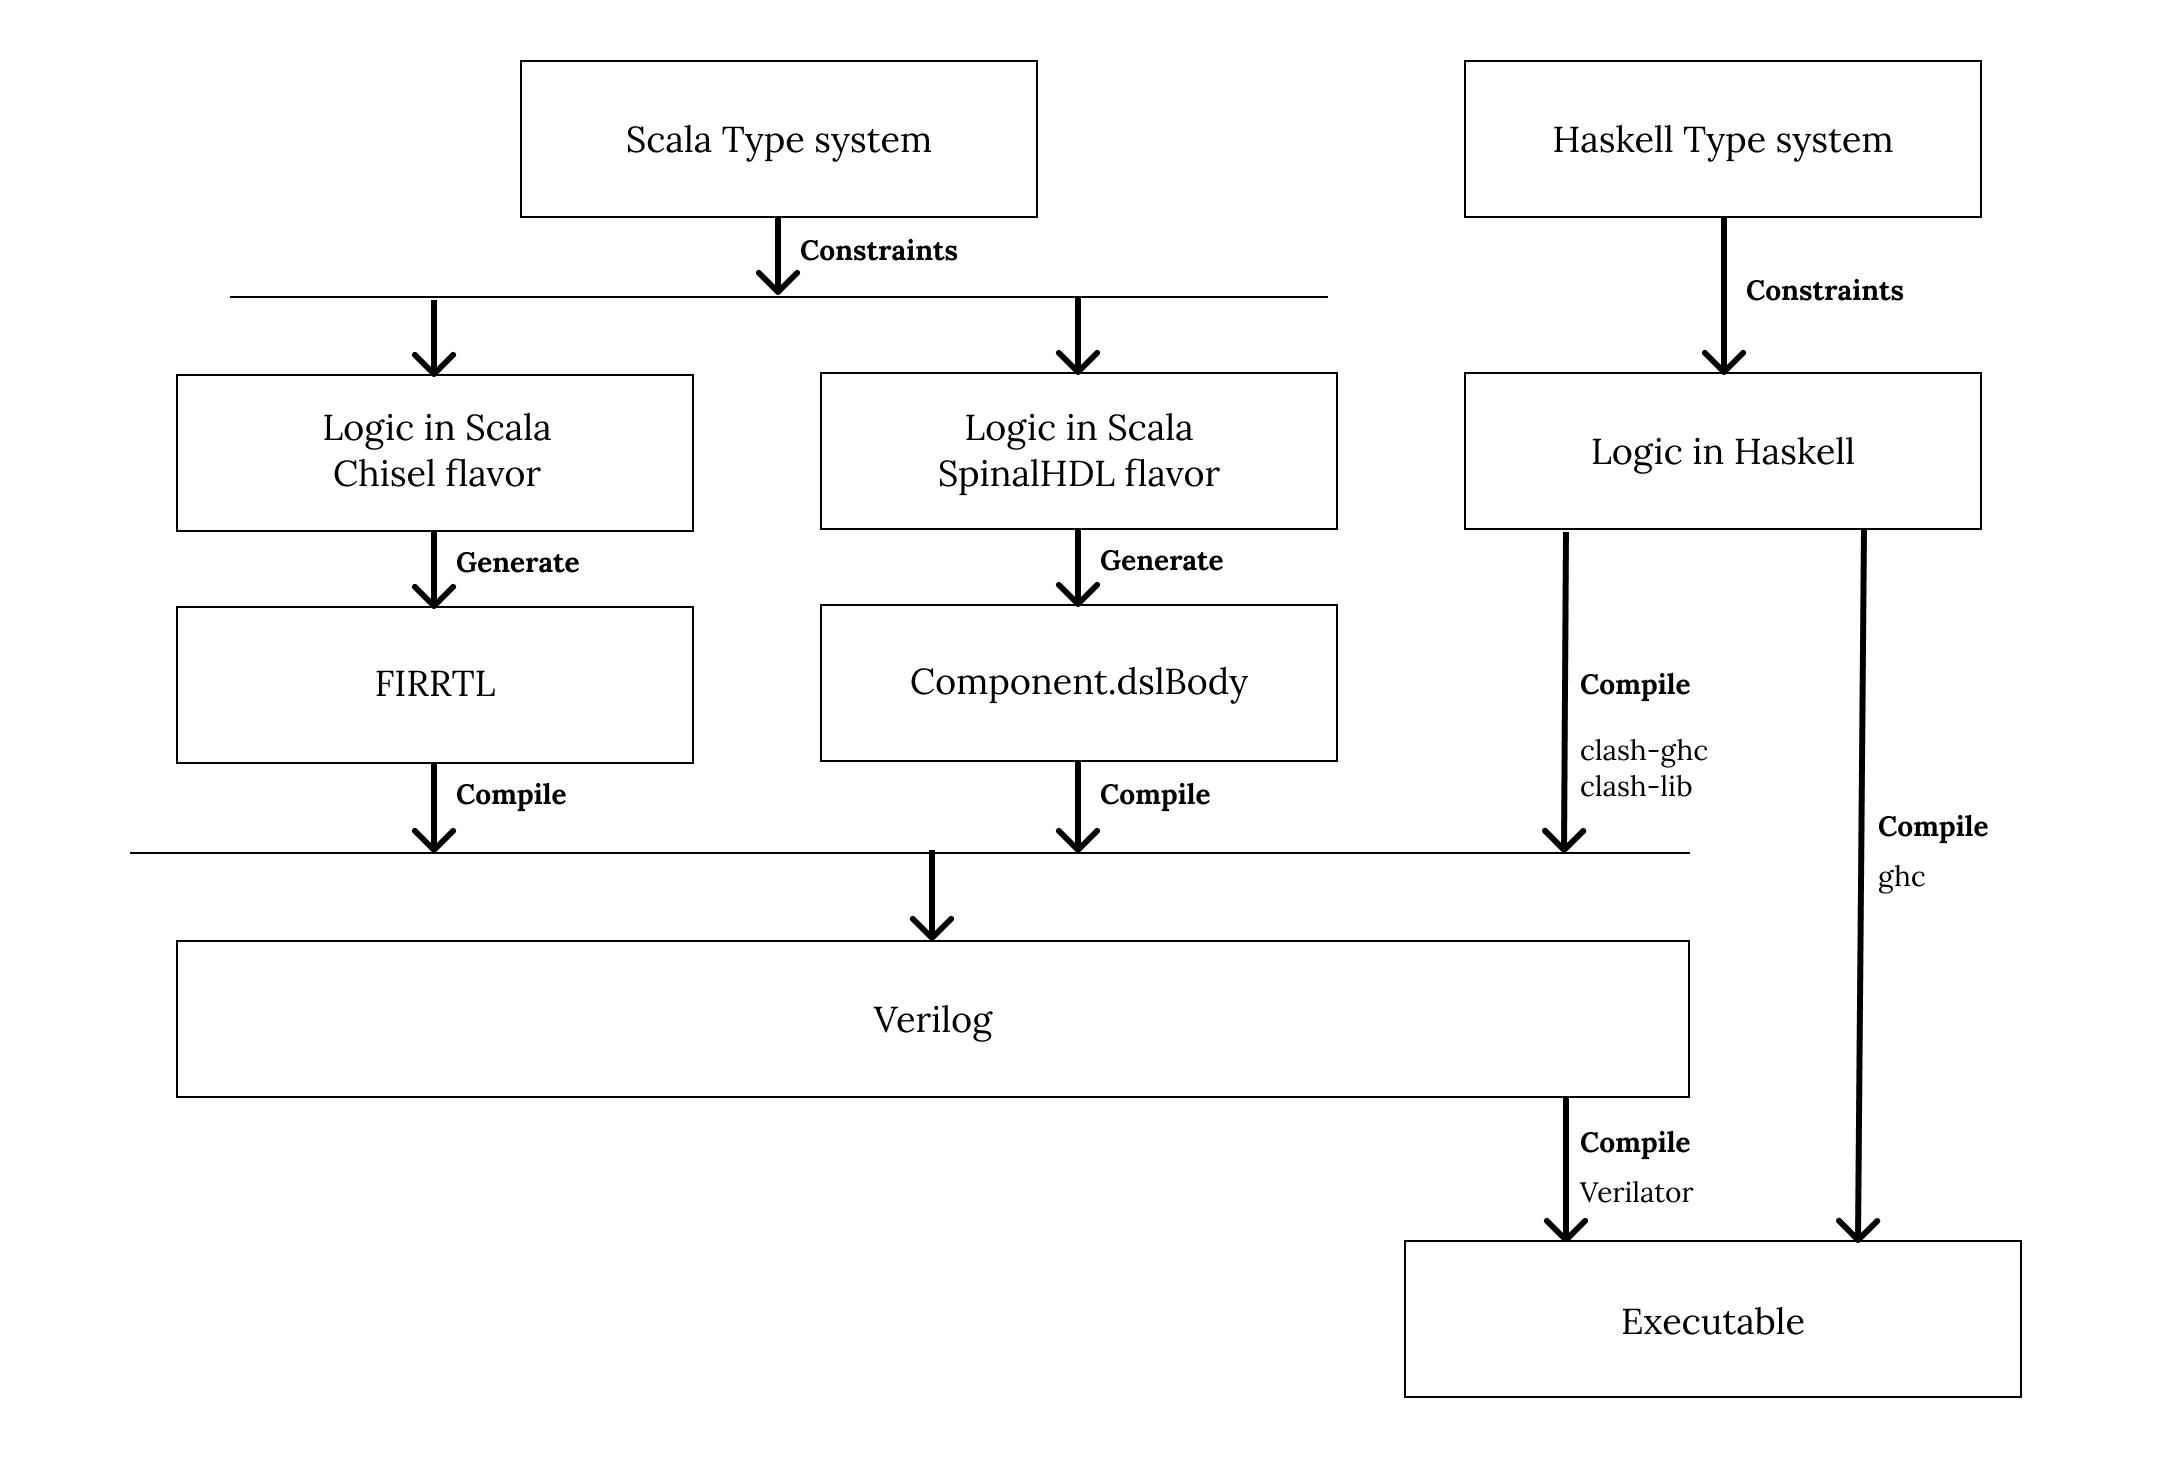 Scala Type system
Haskell Type system
Constraints
Constraints
Logic in Scala
Chisel flavor
Logic in Scala
SpinalHDL flavor
Logic in Haskell
Generate
Generate
FIRRTL
Component.dslBody
Compile
clash-ghc
clash-lib
Compile
Compile
Compile
ghc
Verilog
Compile
Verilator
Executable